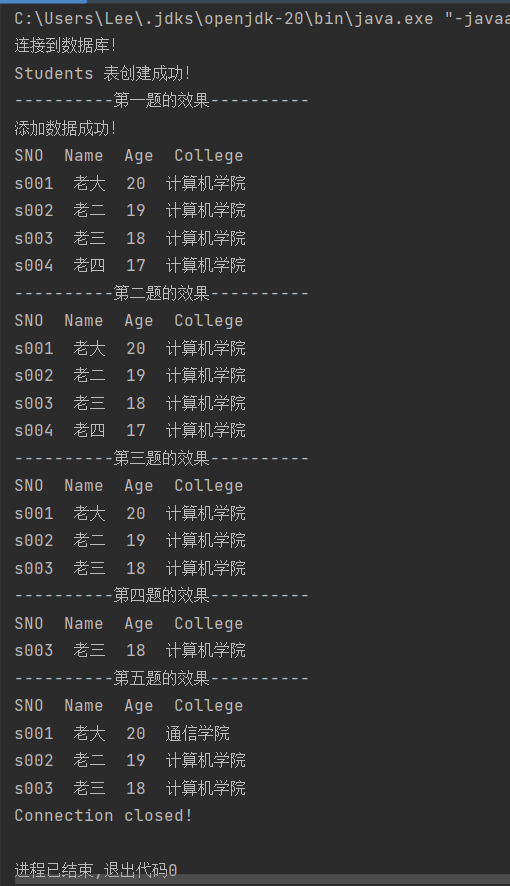 C:\Users\Lee\.jdks\openjdk-20\bin\java.exe "-javaa
连接到数据库!
Students 表创建成功!
----------第一题的效果----------
添加数据成功!
SNO  Name  Age  College
s001  老大  20  计算机学院
s002  老二  19  计算机学院
s003  老三  18  计算机学院
s004  老四  17  计算机学院
----------第二题的效果----------
SNO  Name  Age  College
s001  老大  20  计算机学院
s002  老二  19  计算机学院
s003  老三  18  计算机学院
s004  老四  17  计算机学院
----------第三题的效果----------
SNO  Name  Age  College
s001  老大  20  计算机学院
s002  老二  19  计算机学院
s003  老三  18  计算机学院
----------第四题的效果----------
SNO  Name  Age  College
s003  老三  18  计算机学院
----------第五题的效果----------
SNO  Name  Age  College
s001  老大  20  通信学院
s002  老二  19  计算机学院
s003  老三  18  计算机学院
Connection closed!
进程已结束,退出代码0